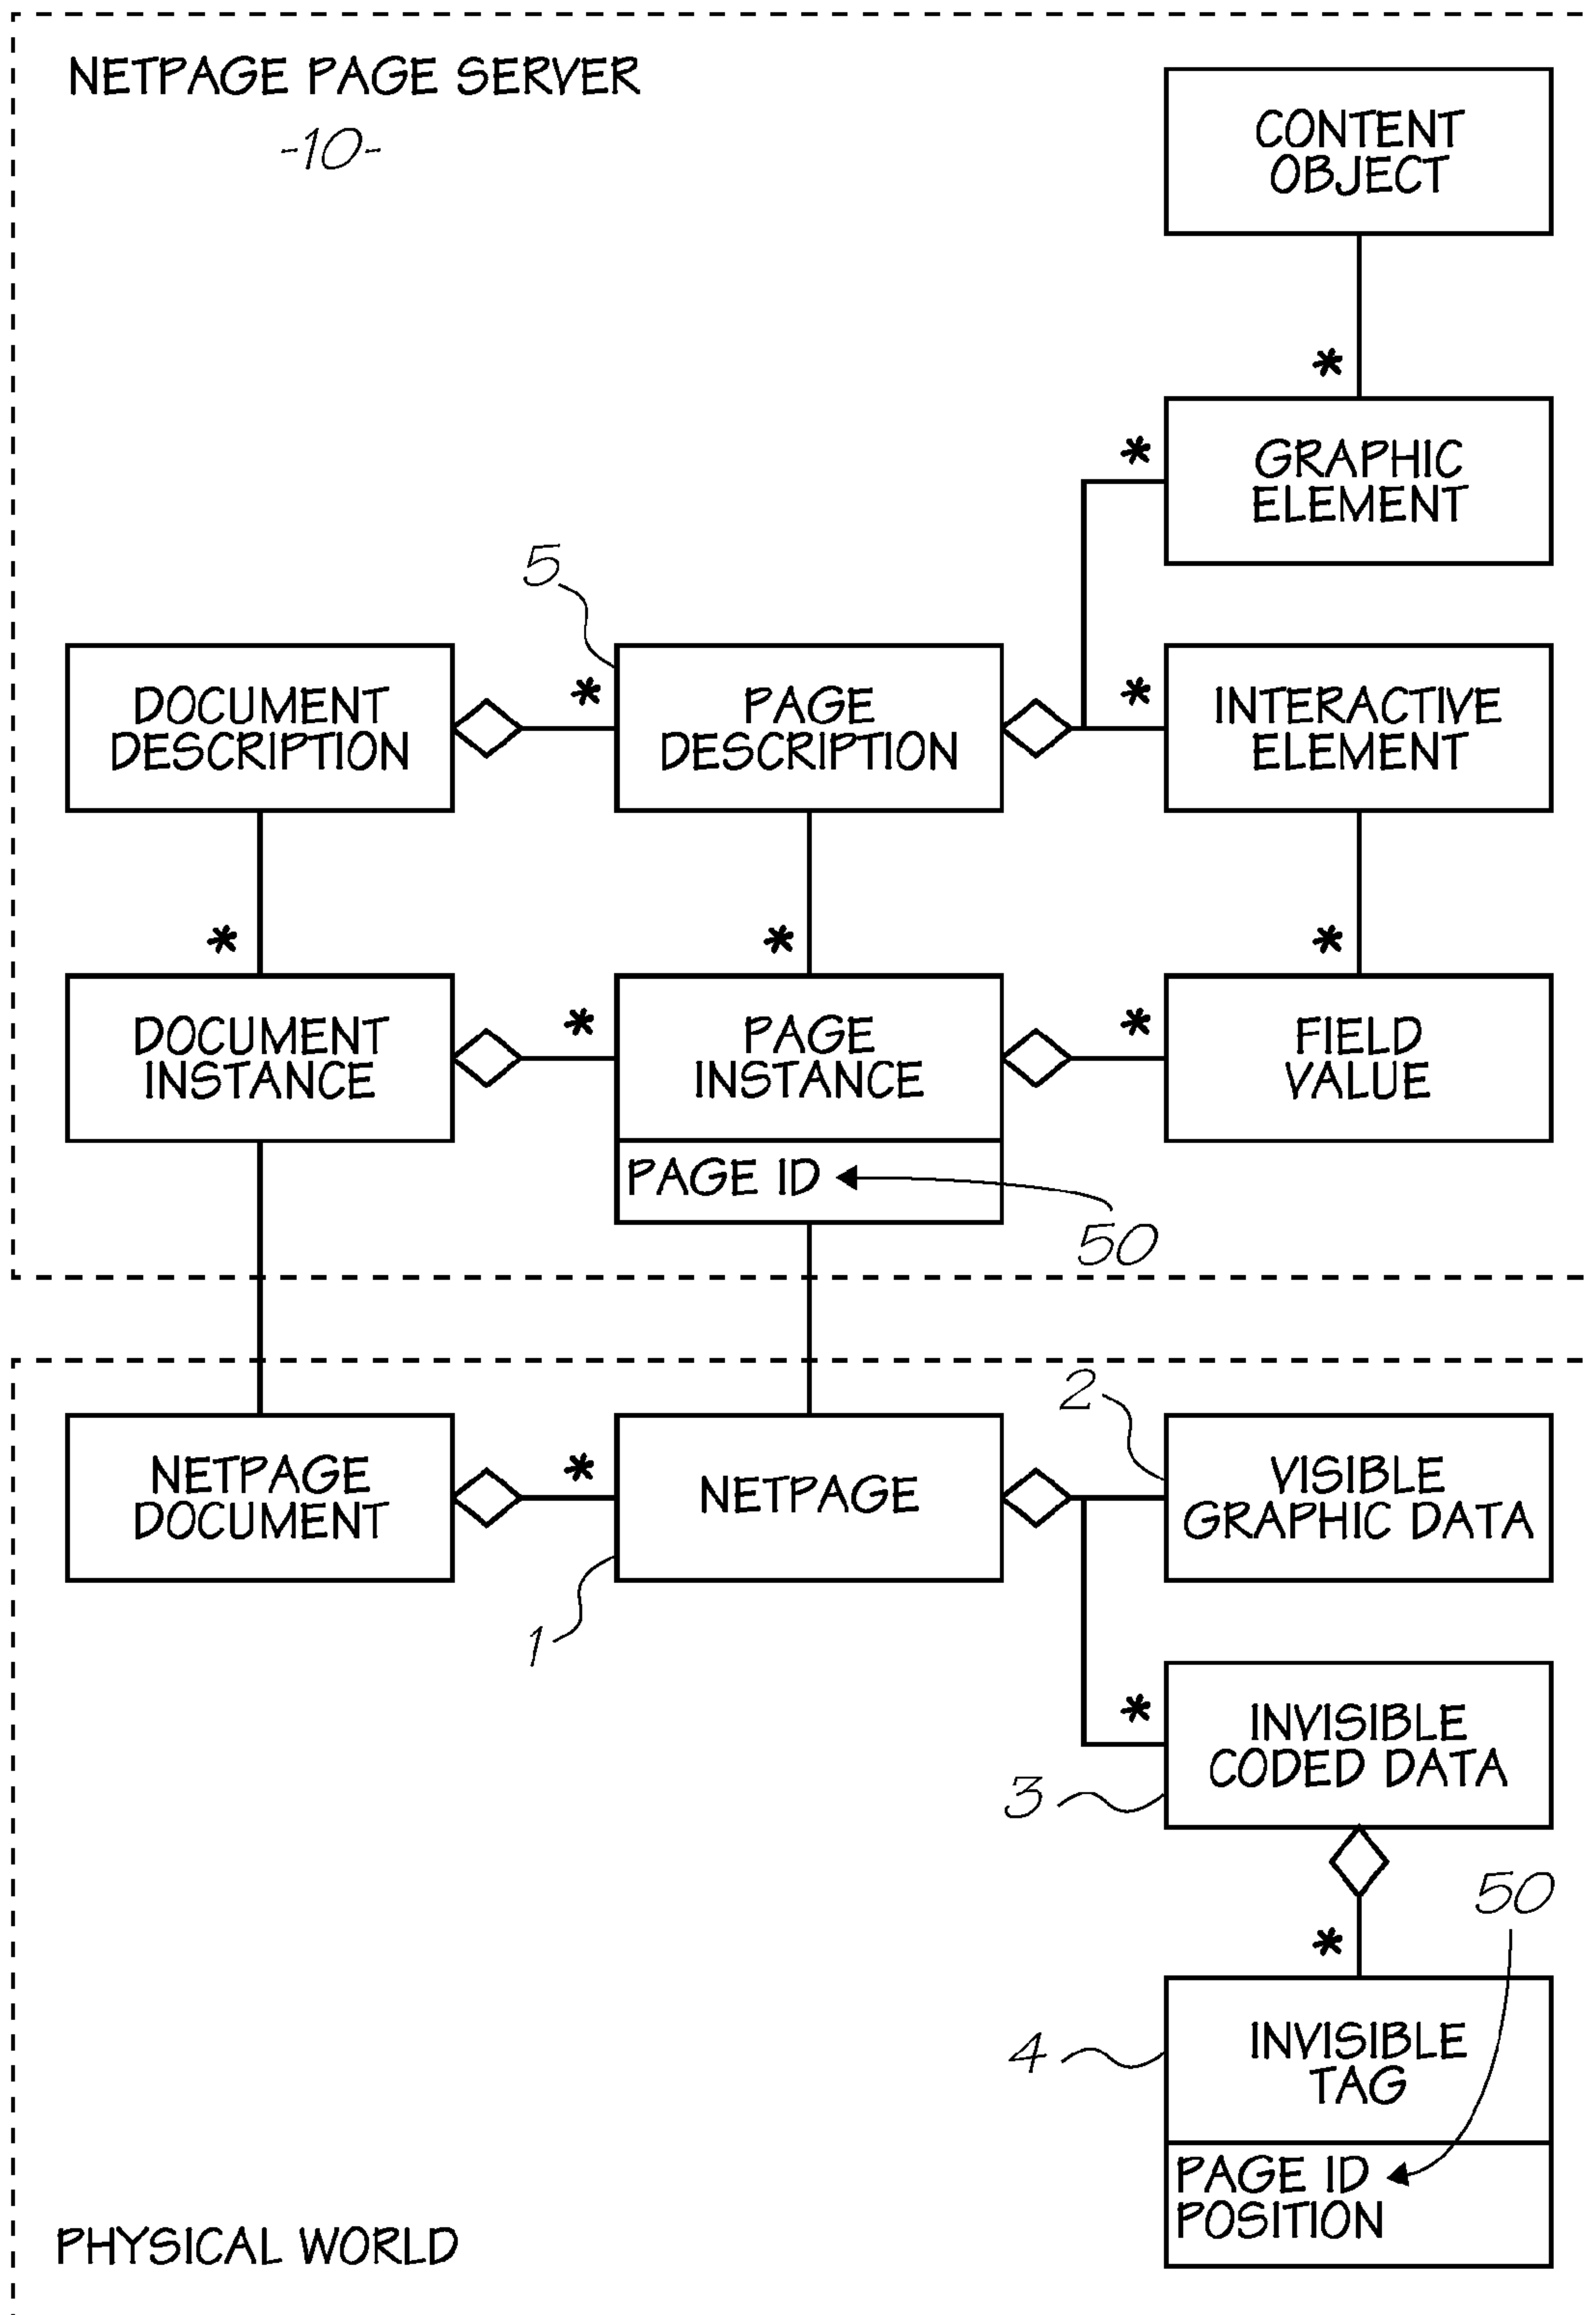 NETPAGE PAGE SERVER
-10-
CONTENT
OBJECT
*
*
GRAPHIC
ELEMENT
5
DOCUMENT
DESCRIPTION
*
PAGE
DESCRIPTION
*
INTERACTIVE
ELEMENT
*
*
*
DOCUMENT
INSTANCE
*
PAGE
INSTANCE
*
FIELD
VALUE
PAGE ID
50
2
NETPAGE
DOCUMENT
*
NETPAGE
VISIBLE
GRAPHIC DATA
1
*
INVISIBLE
CODED DATA
3
50
*
4
INVISIBLE
TAG
PAGE ID
POSITION
PHYSICAL WORLD